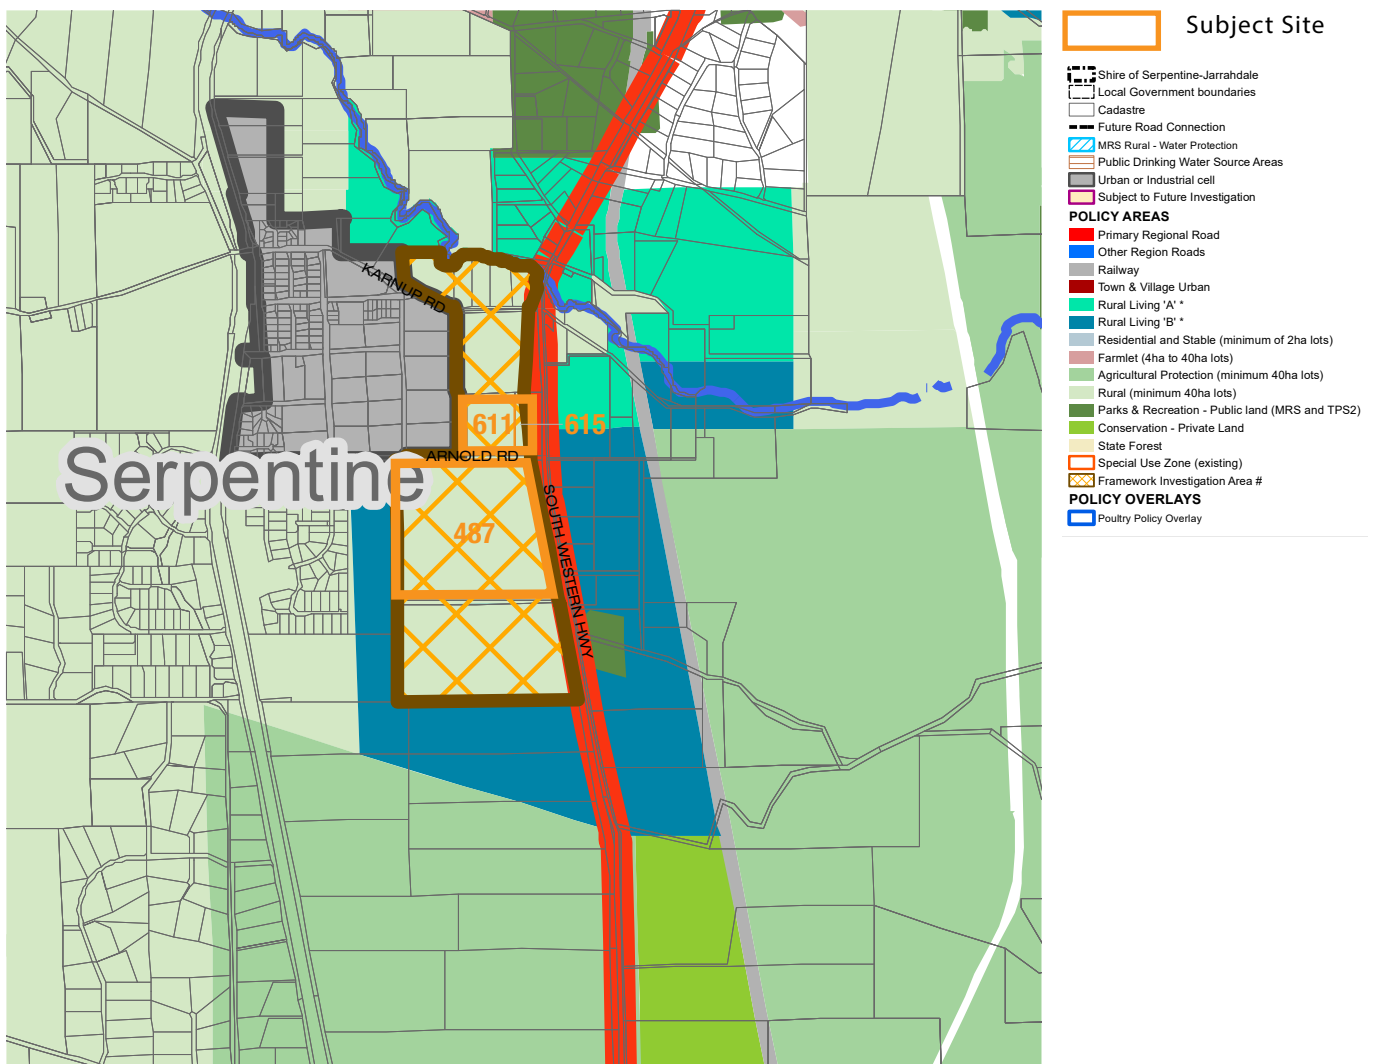 Subject Site
Shire of Serpentine-Jarrahdale
Local Government boundaries
Cadastre
Future Road Connection
MRS Rural - Water Protection
Public Drinking Water Source Areas
Urban or Industrial cell
Subject to Future Investigation
POLICY AREAS
Primary Regional Road
Other Region Roads
Railway
Town & Village Urban
Rural Living 'A' *
Rural Living 'B' *
Residential and Stable (minimum of 2ha lots)
Farmlet (4ha to 40ha lots)
Agricultural Protection (minimum 40ha lots)
Rural (minimum 40ha lots)
Parks & Recreation - Public land (MRS and TPS2)
Conservation - Private Land
State Forest
Special Use Zone (existing)
Framework Investigation Area #
POLICY OVERLAYS
Poultry Policy Overlay
KARNUP RD
611
615
ARNOLD RD
Serpentine
487
SOUTH WESTERN HWY